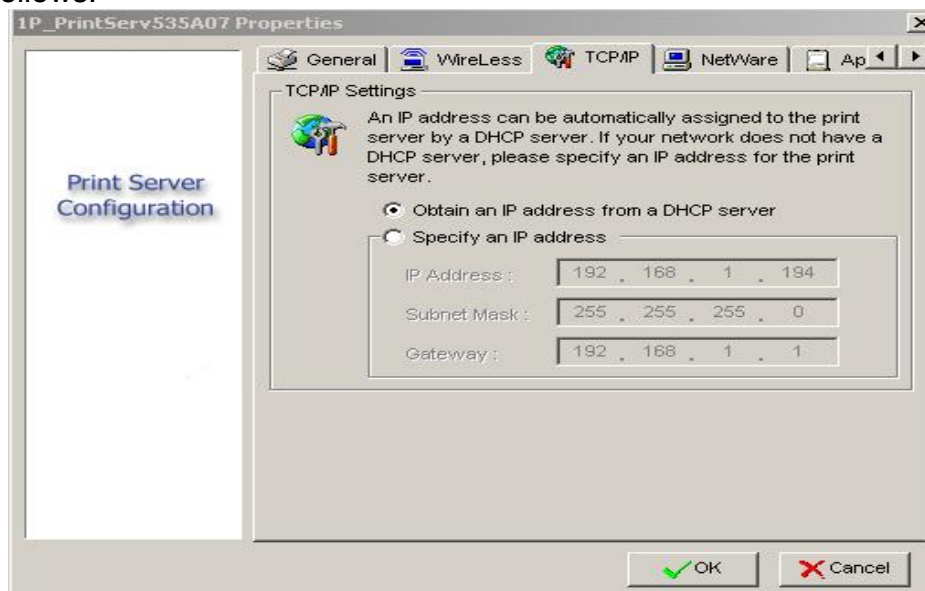 1P_PrintServ535A07 Properties
General WireLess TCP/IP NetWare Ap
Print Server
Configuration
TCP/IP Settings
An IP address can be automatically assigned to the print
server by a DHCP server. If your network does not have a
DHCP server, please specify an IP address for the print
server.
Obtain an IP address from a DHCP server
Specify an IP address
IP Address : 192 . 168 . 1 . 194
Subnet Mask : 255 . 255 . 255 . 0
Gateway : 192 . 168 . 1 . 1
OK Cancel